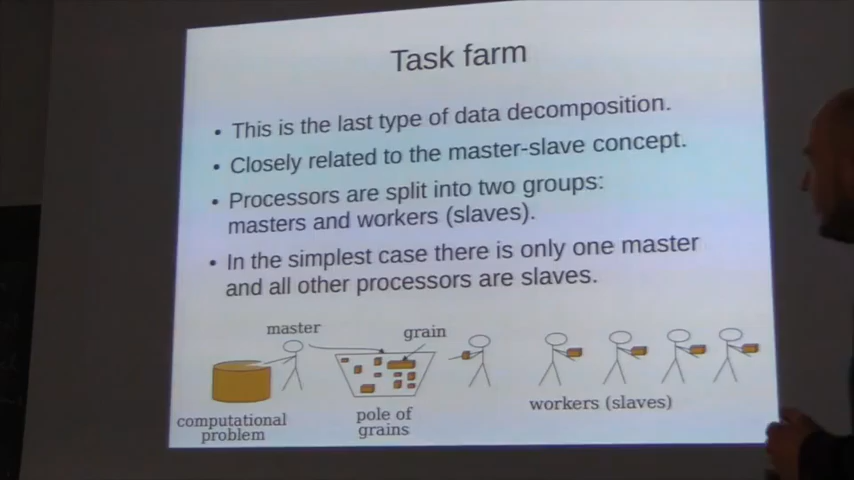 Task farm
• This is the last type of data decomposition.
• Closely related to the master-slave concept.
• Processors are split into two groups:
masters and workers (slaves).
• In the simplest case there is only one master
and all other processors are slaves.
master
grain
computational
problem
pole of
grains
workers (slaves)